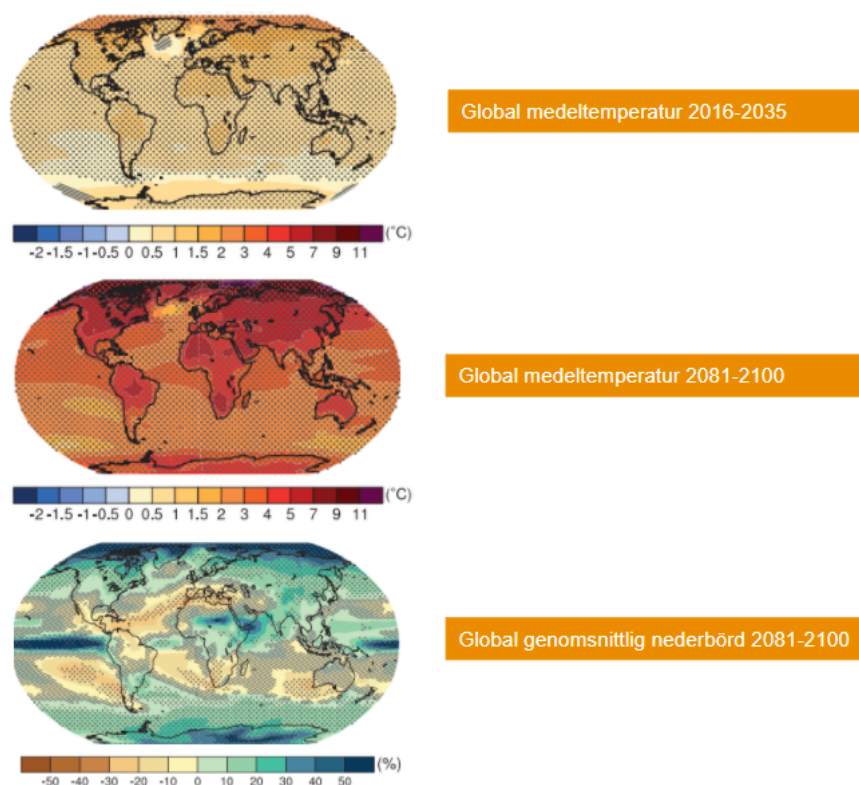 Global medeltemperatur 2016-2035
(°C)
-2 -1.5 -1 -0.5 0 0.5 1 1.5 2 3 4 5 7 9 11
Global medeltemperatur 2081-2100
(°C)
-2 -1.5 -1 -0.5 0 0.5 1 1.5 2 3 4 5 7 9 11
Global genomsnittlig nederbörd 2081-2100
(%)
-50 -40 -30 -20 -10 0 10 20 30 40 50